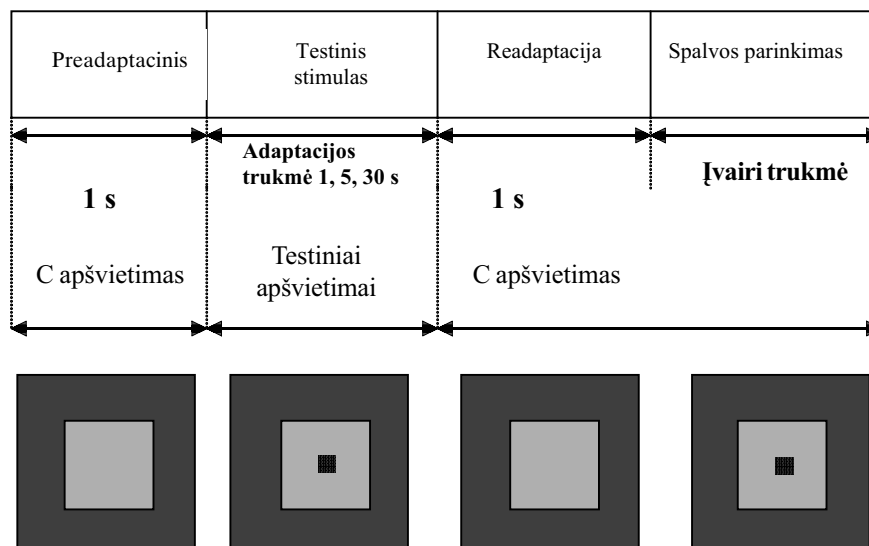 Preadaptacinis
Testinis
stimulas
Readaptacija
Spalvos parinkimas
Adaptacijos
trukmė 1, 5, 30 s
Įvairi trukmė
1 s
1 s
C apšvietimas
Testiniai
apšvietimai
C apšvietimas